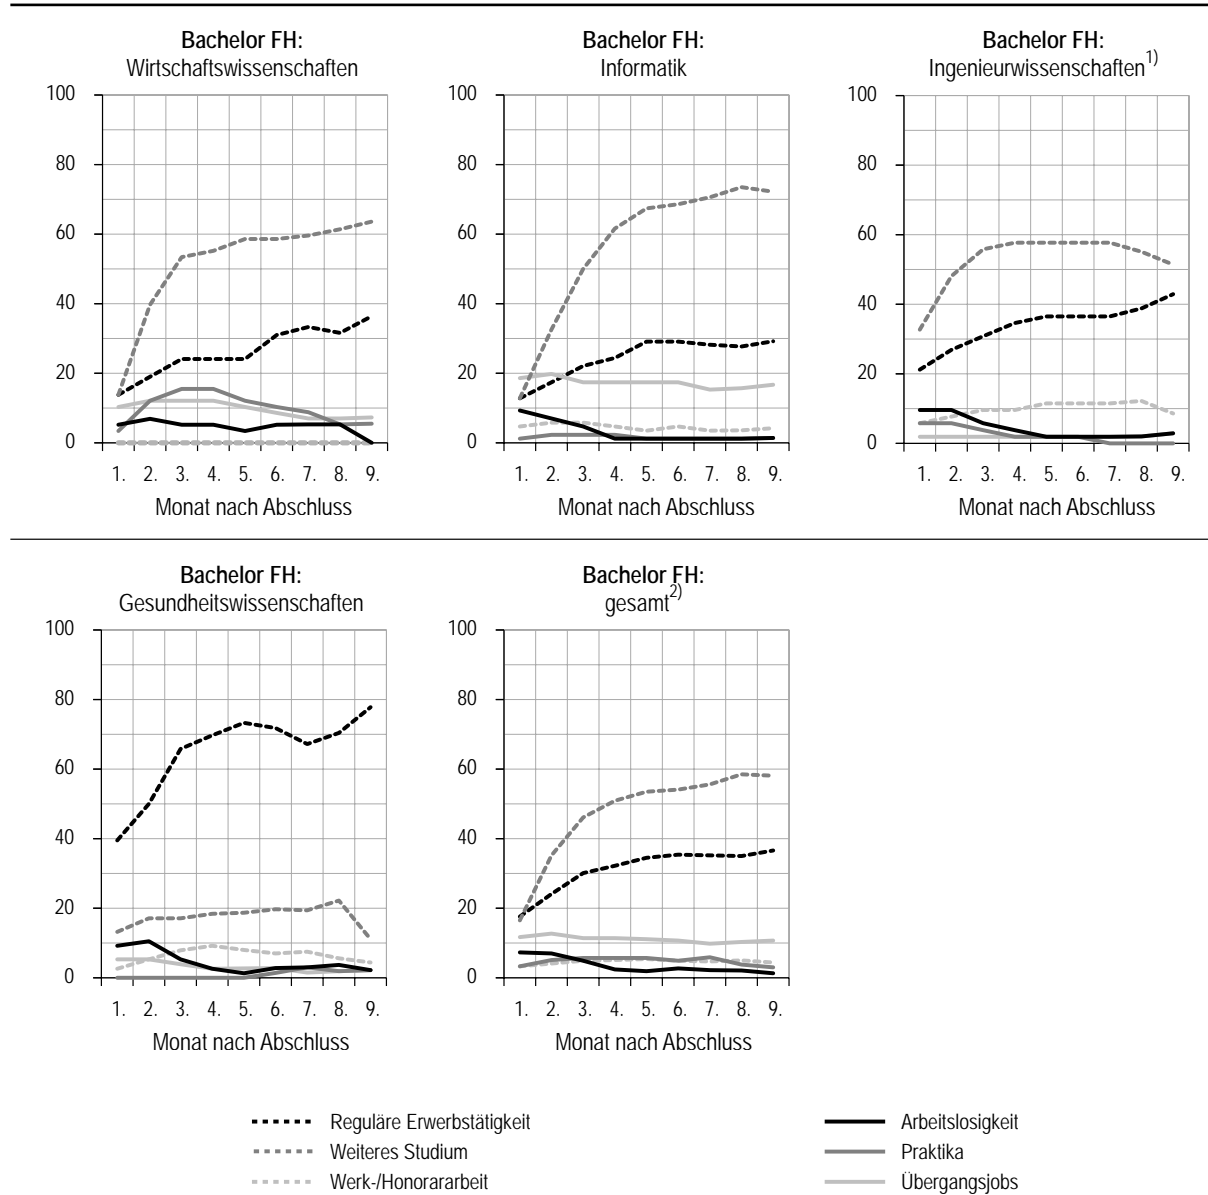 Bachelor FH:
Wirtschaftswissenschaften
100
80
60
40
20
0
1. 2. 3. 4. 5. 6. 7. 8. 9.
Monat nach Abschluss
Bachelor FH:
Informatik
100
80
60
40
20
0
1. 2. 3. 4. 5. 6. 7. 8. 9.
Monat nach Abschluss
Bachelor FH:
Ingenieurwissenschaften1)
100
80
60
40
20
0
1. 2. 3. 4. 5. 6. 7. 8. 9.
Monat nach Abschluss
Bachelor FH:
Gesundheitswissenschaften
100
80
60
40
20
0
1. 2. 3. 4. 5. 6. 7. 8. 9.
Monat nach Abschluss
Bachelor FH:
gesamt2)
100
80
60
40
20
0
1. 2. 3. 4. 5. 6. 7. 8. 9.
Monat nach Abschluss
Reguläre Erwerbstätigkeit
Weiteres Studium
Werk-/Honorararbeit
Arbeitslosigkeit
Praktika
Übergangsjobs